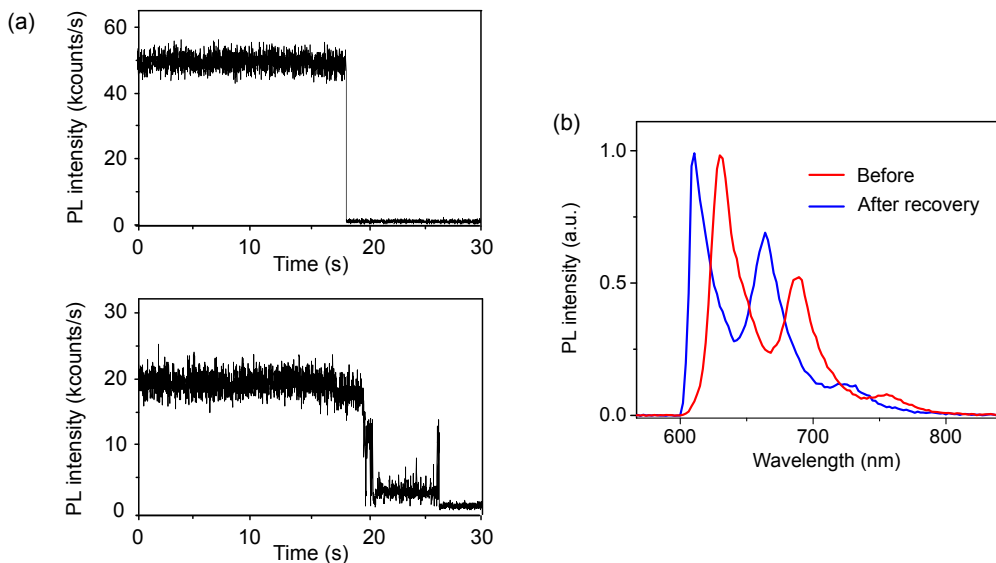 (a)
PL intensity (kcounts/s)
60
40
20
0
0 10 20 30
Time (s)
PL intensity (kcounts/s)
30
20
10
0
0 10 20 30
Time (s)
(b)
PL intensity (a.u.)
1.0
0.5
0.0
Before
After recovery
600 700 800
Wavelength (nm)